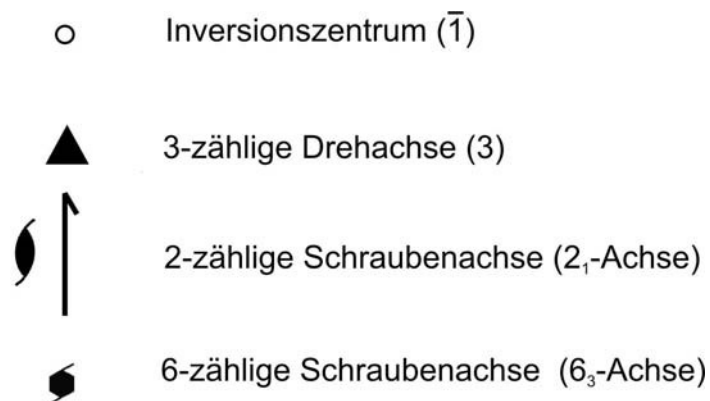 Inversionszentrum (1̅)
3-zählige Drehachse (3)
2-zählige Schraubenachse (2₁-Achse)
6-zählige Schraubenachse (6₃-Achse)